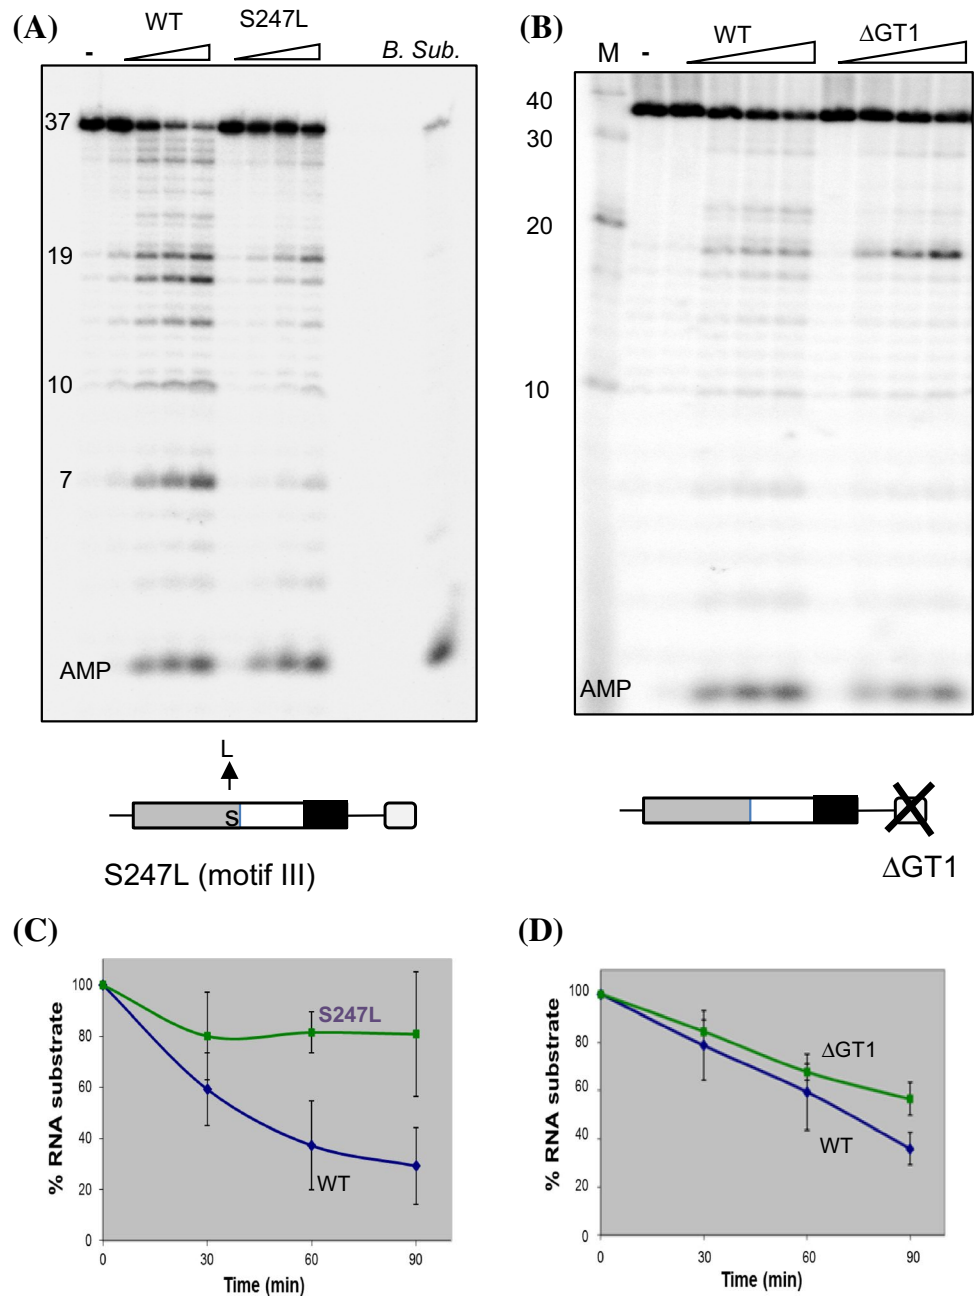 (A)
WT
S247L
-
B. Sub.
37
19
10
7
AMP
L
S
S247L (motif III)
(B)
M
-
WT
ΔGT1
40
30
20
10
AMP
ΔGT1
(C)
% RNA substrate
100
80
60
40
20
0
S247L
WT
0 30 60 90
Time (min)
(D)
% RNA substrate
100
80
60
40
20
0
ΔGT1
WT
0 30 60 90
Time (min)